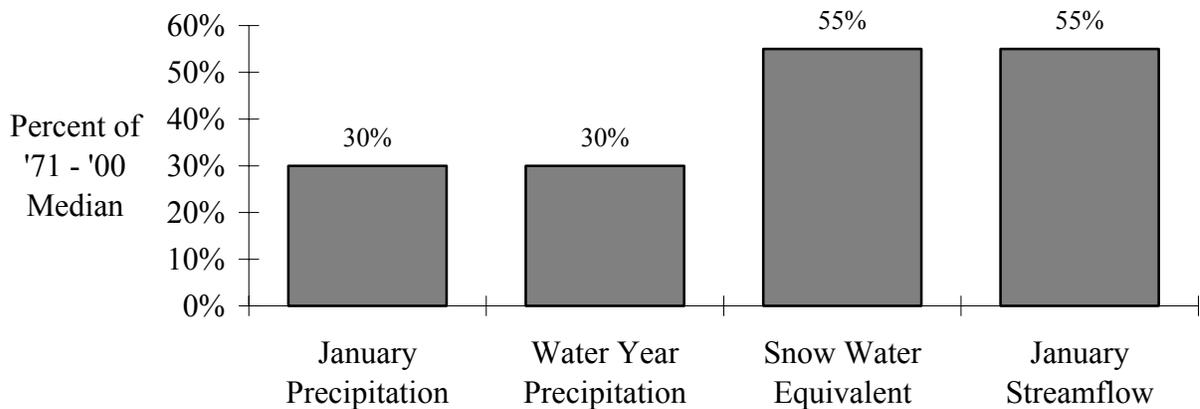 60%
50%
40%
30%
20%
10%
0%
Percent of
'71 - '00
Median
30%
30%
55%
55%
January
Precipitation
Water Year
Precipitation
Snow Water
Equivalent
January
Streamflow